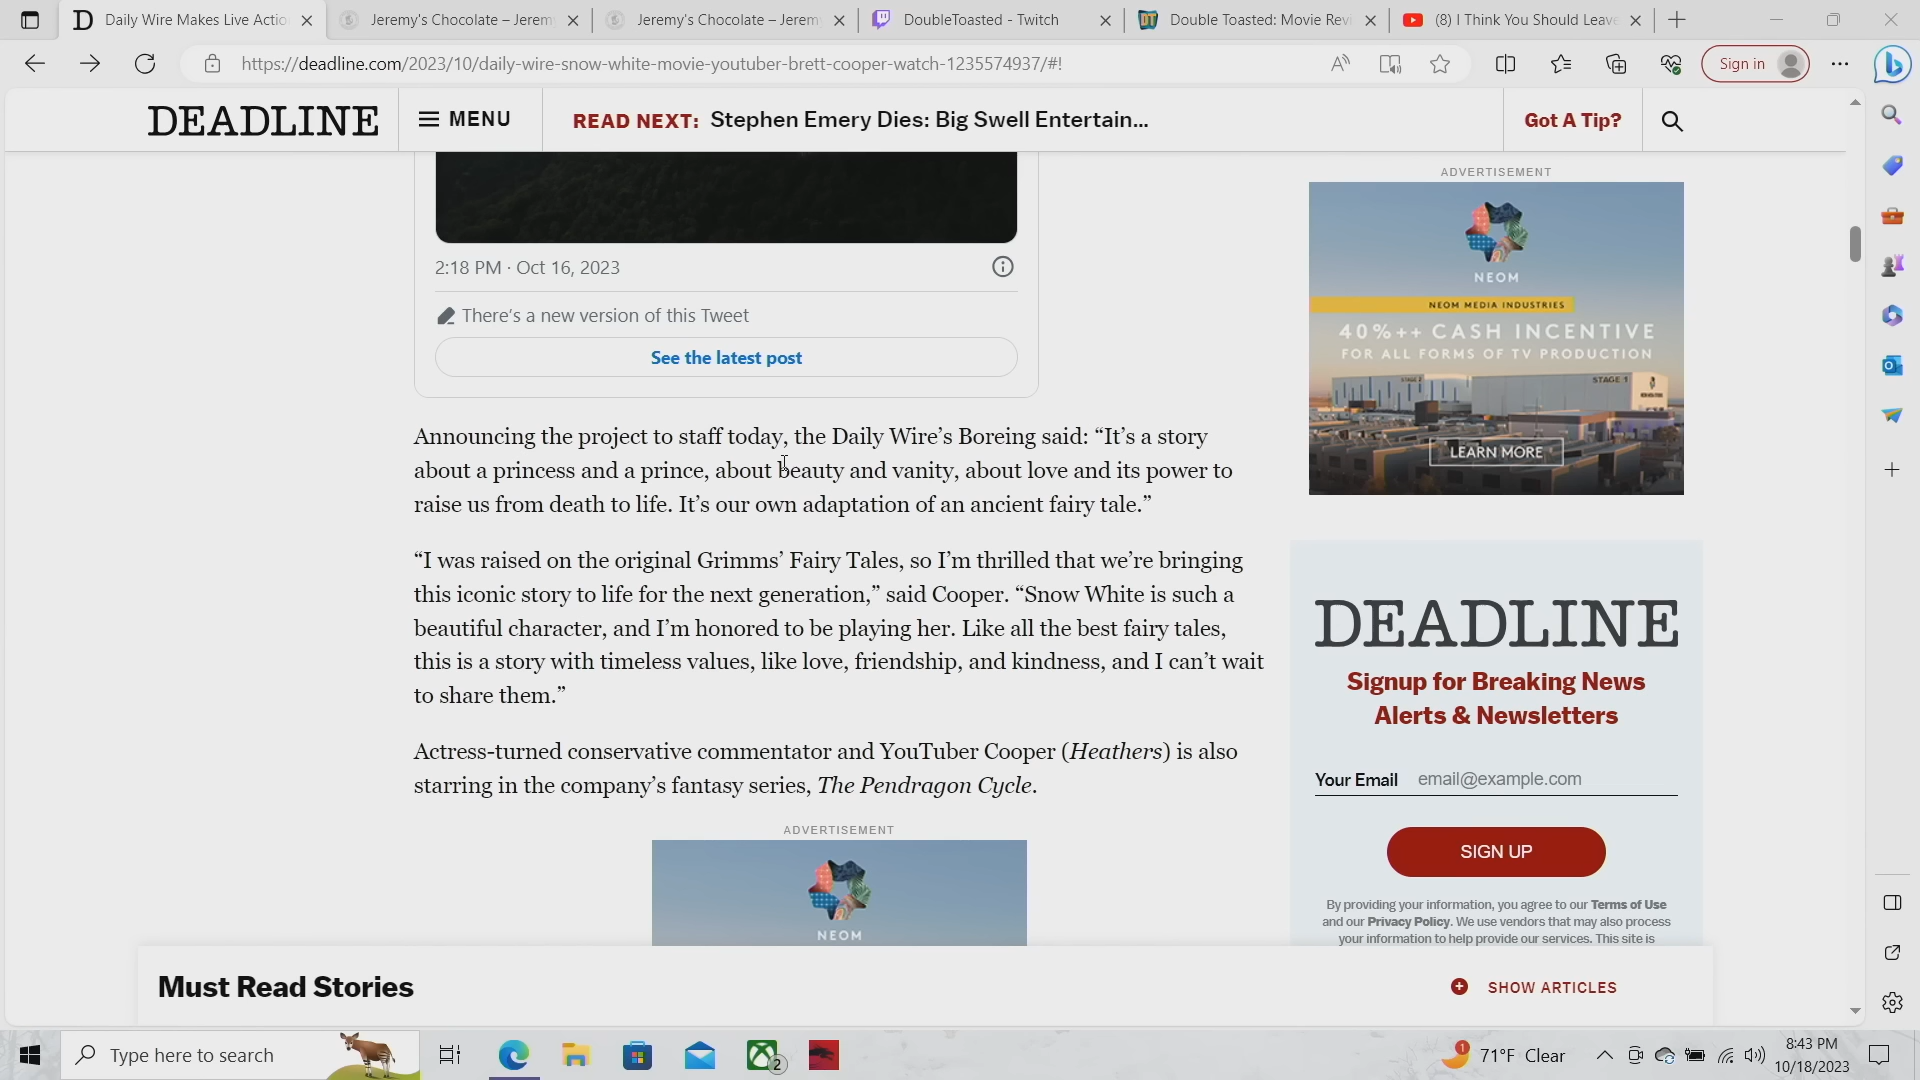 Daily Wire Makes Live Actio
Jeremy's Chocolate – Jerem
Jeremy's Chocolate – Jerem
DoubleToasted - Twitch
Double Toasted: Movie Rev
(8) I Think You Should Leave
https://deadline.com/2023/10/daily-wire-snow-white-movie-youtuber-brett-cooper-watch-1235574937/#!
Sign in
DEADLINE
MENU
READ NEXT: Stephen Emery Dies: Big Swell Entertain...
Got A Tip?
2:18 PM · Oct 16, 2023
There's a new version of this Tweet
See the latest post
Announcing the project to staff today, the Daily Wire's Boreing said: “It's a story
about a princess and a prince, about beauty and vanity, about love and its power to
raise us from death to life. It's our own adaptation of an ancient fairy tale.”
“I was raised on the original Grimms' Fairy Tales, so I'm thrilled that we're bringing
this iconic story to life for the next generation,” said Cooper. “Snow White is such a
beautiful character, and I'm honored to be playing her. Like all the best fairy tales,
this is a story with timeless values, like love, friendship, and kindness, and I can't wait
to share them.”
Actress-turned conservative commentator and YouTuber Cooper (Heathers) is also
starring in the company's fantasy series, The Pendragon Cycle.
ADVERTISEMENT
NEOM
ADVERTISEMENT
NEOM
NEOM MEDIA INDUSTRIES
40%++ CASH INCENTIVE
FOR ALL FORMS OF TV PRODUCTION
STAGE 2
STAGE 1
LEARN MORE
DEADLINE
Signup for Breaking News
Alerts & Newsletters
Your Email email@example.com
SIGN UP
By providing your information, you agree to our Terms of Use
and our Privacy Policy. We use vendors that may also process
your information to help provide our services. This site is
Must Read Stories
SHOW ARTICLES
Type here to search
2
1
71°F Clear
8:43 PM
10/18/2023